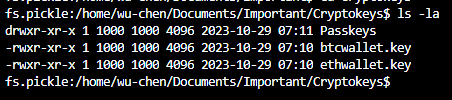 fs.pickle:/home/wu-chen/Documents/Important/Cryptokeys$ ls -la
drwxr-xr-x 1 1000 1000 4096 2023-10-29 07:11 Passkeys
-rwxr-xr-x 1 1000 1000 4096 2023-10-29 07:10 btcwallet.key
-rwxr-xr-x 1 1000 1000 4096 2023-10-29 07:10 ethwallet.key
fs.pickle:/home/wu-chen/Documents/Important/Cryptokeys$